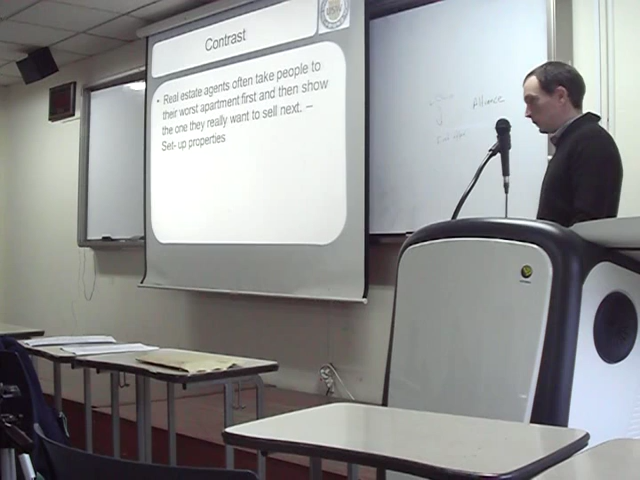 Contrast
• Real estate agents often take people to
their worst apartment first and then show
the one they really want to sell next. –
Set- up properties
Alliance